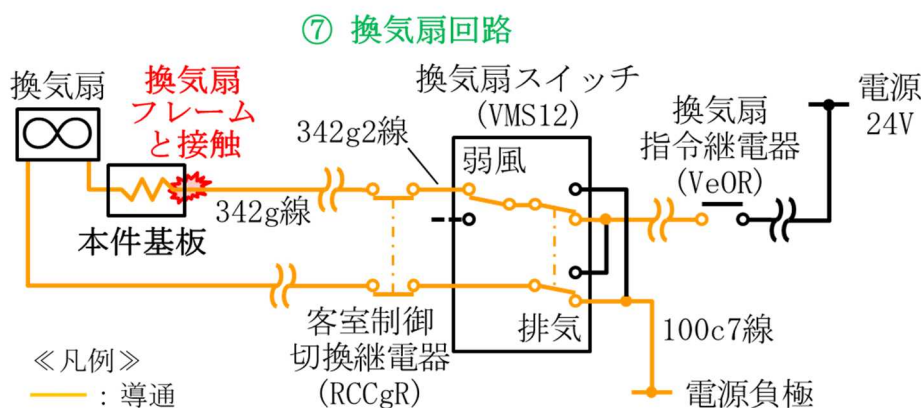 ⑦ 換気扇回路
換気扇
換気扇
フレーム
と接触
342g線
本件基板
342g2線
換気扇スイッチ
(VMS12)
弱風
排気
換気扇
指令継電器
(VeOR)
電源
24V
客室制御
切換継電器
(RCCgR)
100c7線
電源負極
≪凡例≫
：導通